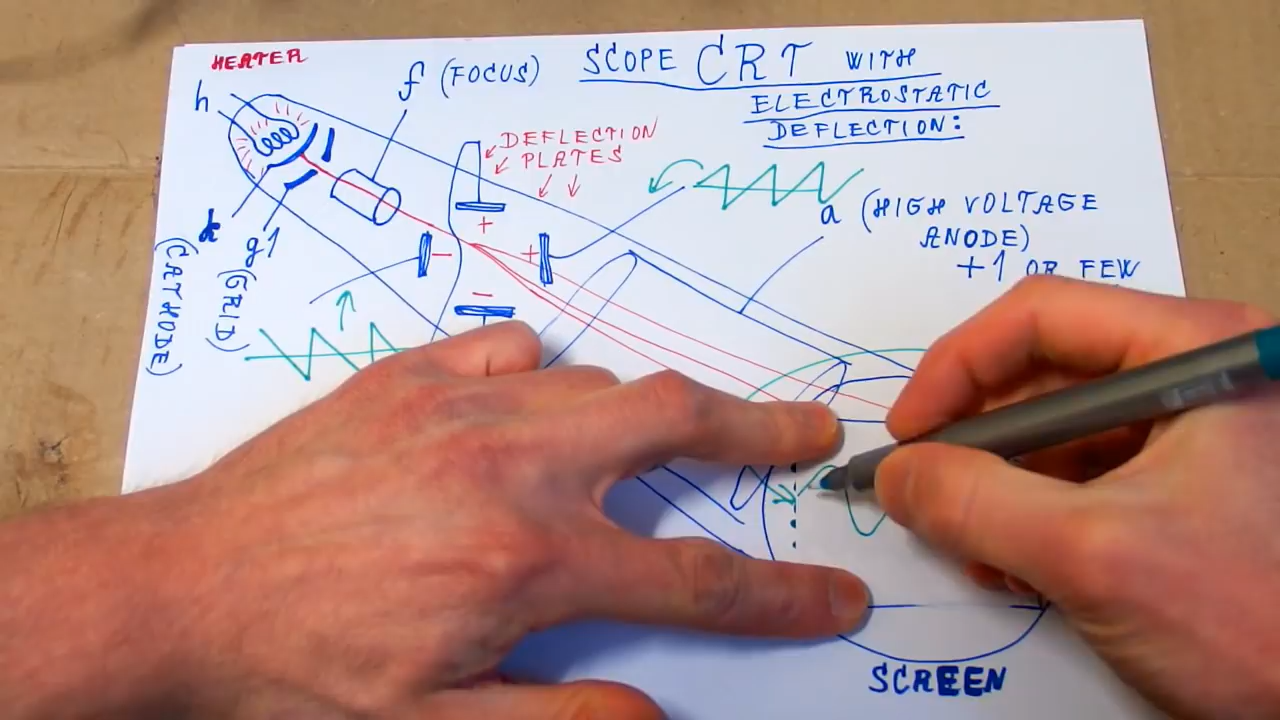 HEATER
h
f (FOCUS)
SCOPE CRT WITH
ELECTROSTATIC
DEFLECTION:
DEFLECTION
PLATES
a (HIGH VOLTAGE
ANODE)
+1 OR FEW
+
-
+
-
k
(CATHODE)
g1
(GRID)
SCREEN